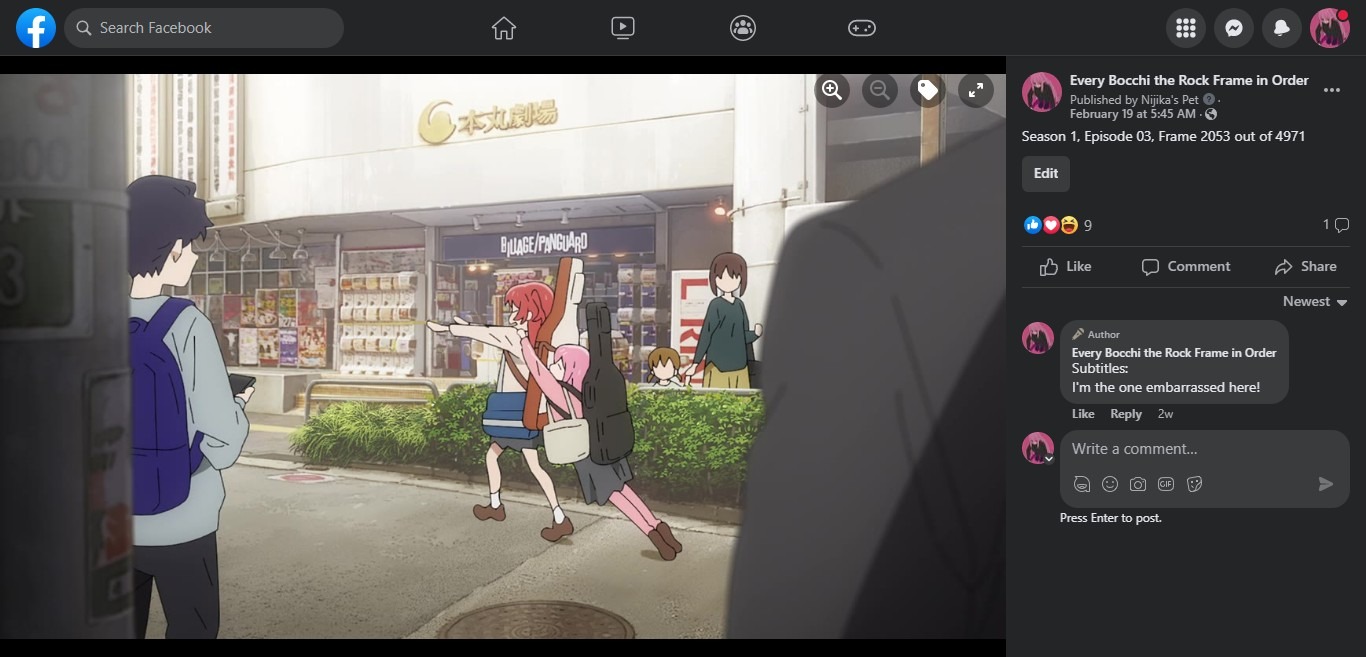 Search Facebook
本丸劇場
BILLAGE/PANGUARD
Every Bocchi the Rock Frame in Order
Published by Nijika's Pet ·
February 19 at 5:45 AM ·
Season 1, Episode 03, Frame 2053 out of 4971
Edit
9
1
Like
Comment
Share
Newest
Author
Every Bocchi the Rock Frame in Order
Subtitles:
I'm the one embarrassed here!
Like Reply 2w
Write a comment...
GIF
Press Enter to post.